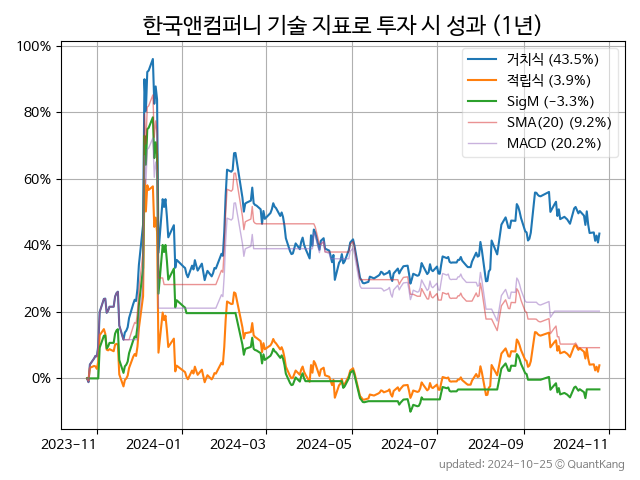 한국앤컴퍼니 기술 지표로 투자 시 성과 (1년)
100%
80%
60%
40%
20%
0%
거치식 (43.5%)
적립식 (3.9%)
SigM (−3.3%)
SMA(20) (9.2%)
MACD (20.2%)
2023−11
2024−01
2024−03
2024−05
2024−07
2024−09
2024−11
updated: 2024-10-25 © QuantKang